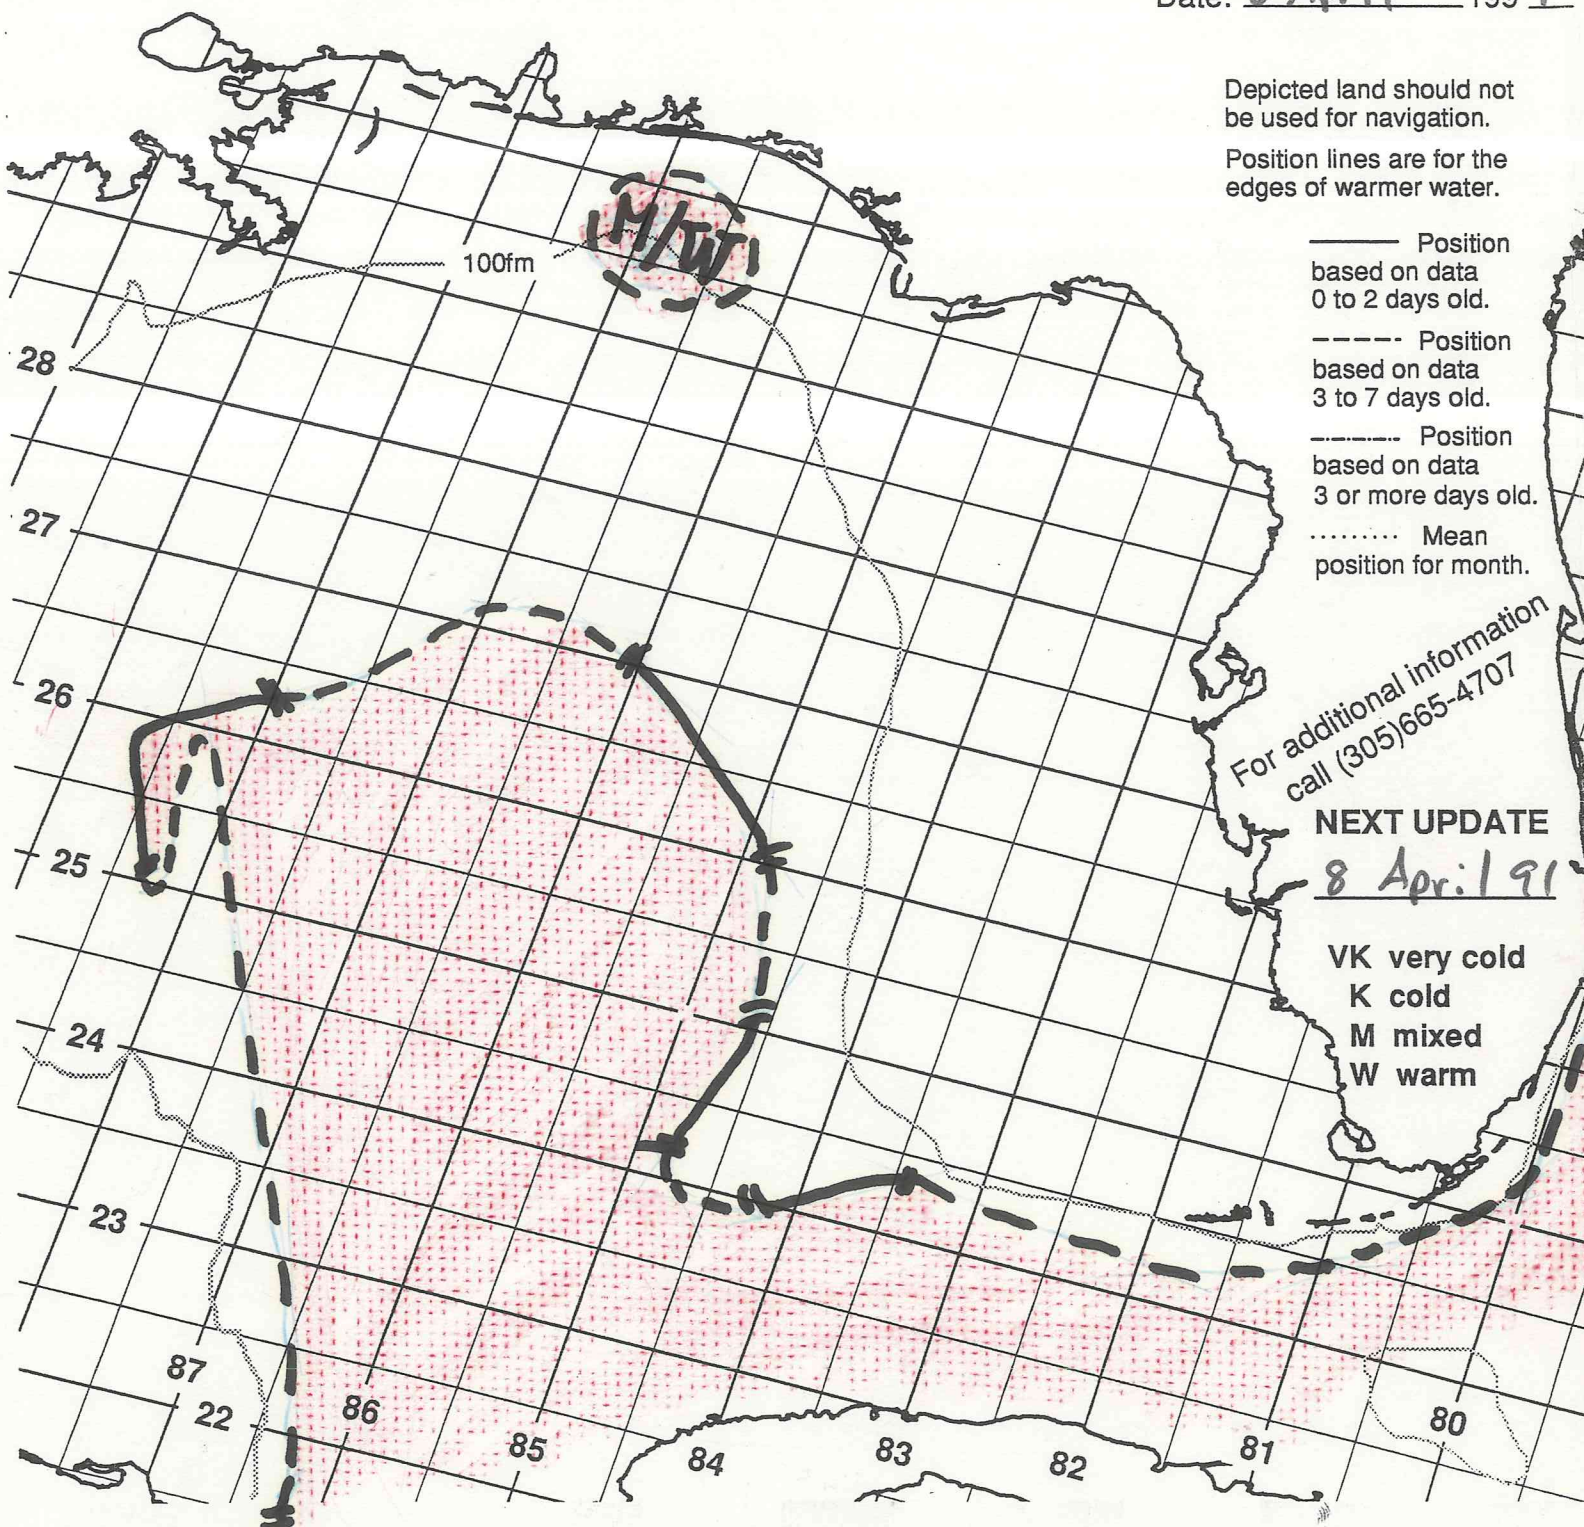 Date: 199
Depicted land should not
be used for navigation.
Position lines are for the
edges of warmer water.
Position
based on data
0 to 2 days old.
Position
based on data
3 to 7 days old.
Position
based on data
3 or more days old.
Mean
position for month.
For additional information
call (305)665-4707
NEXT UPDATE
8 April 91
VK very cold
K cold
M mixed
W warm
M/W
100fm
28
27
26
25
24
23
22
87
86
85
84
83
82
81
80